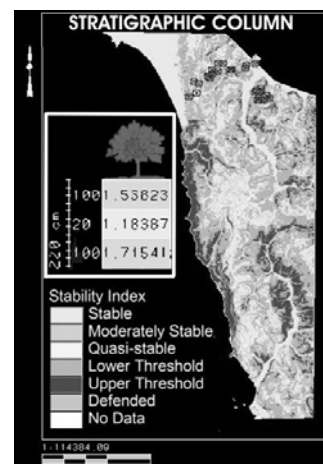 STRATIGRAPHIC COLUMN
100 1.55623
20 1.18387
100 1.71541
220 cm
Stability Index
Stable
Moderately Stable
Quasi-stable
Lower Threshold
Upper Threshold
Defended
No Data
1:114384.09